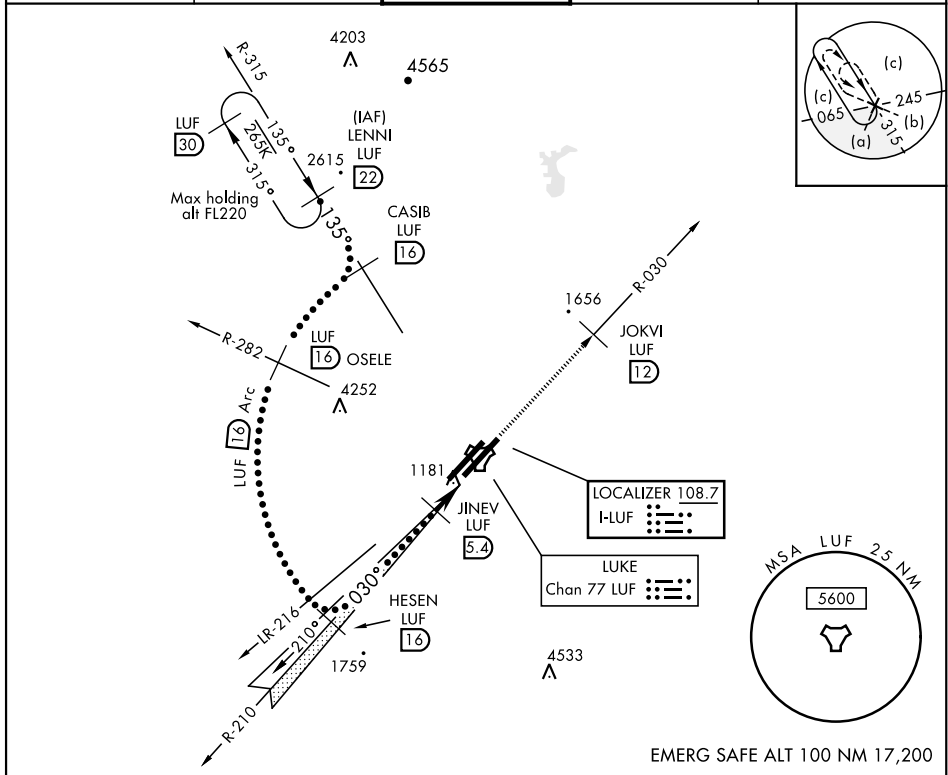 4203
4565
R-315
135°
265K
315°
LUF
30
Max holding
alt FL220
(IAF)
LENNI
LUF
22
2615
135°
CASIB
LUF
16
(c)
(c)
245
065
(b)
(a)
315
R-282
LUF
16 OSELE
4252
LUF 16 Arc
1656
R-030
JOKVI
LUF
12
1181
JINEV
LUF
5.4
LOCALIZER 108.7
I-LUF
LUKE
Chan 77 LUF
030°
HESEN
LUF
16
LR-216
210°
1759
R-210
4533
MSA LUF 25 NM
5600
EMERG SAFE ALT 100 NM 17,200